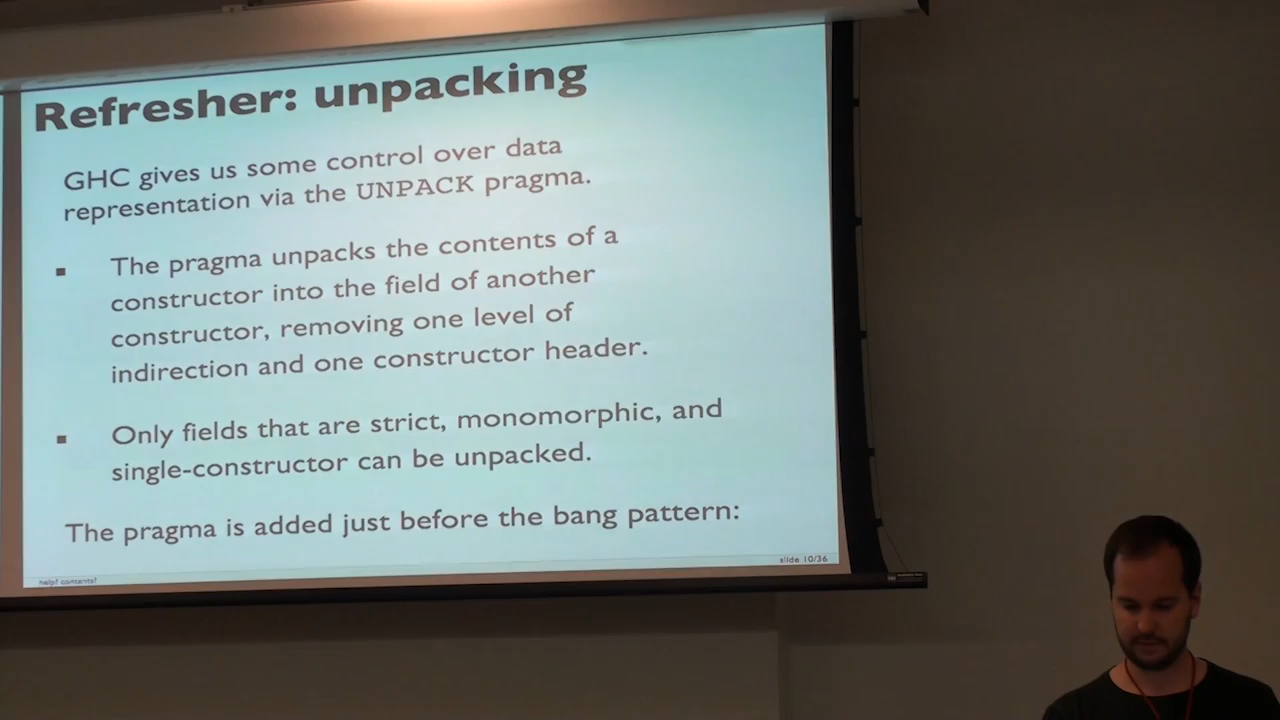 Refresher: unpacking
GHC gives us some control over data
representation via the UNPACK pragma.
▪ The pragma unpacks the contents of a
constructor into the field of another
constructor, removing one level of
indirection and one constructor header.
▪ Only fields that are strict, monomorphic, and
single-constructor can be unpacked.
The pragma is added just before the bang pattern:
slide 10/36
help? contents?